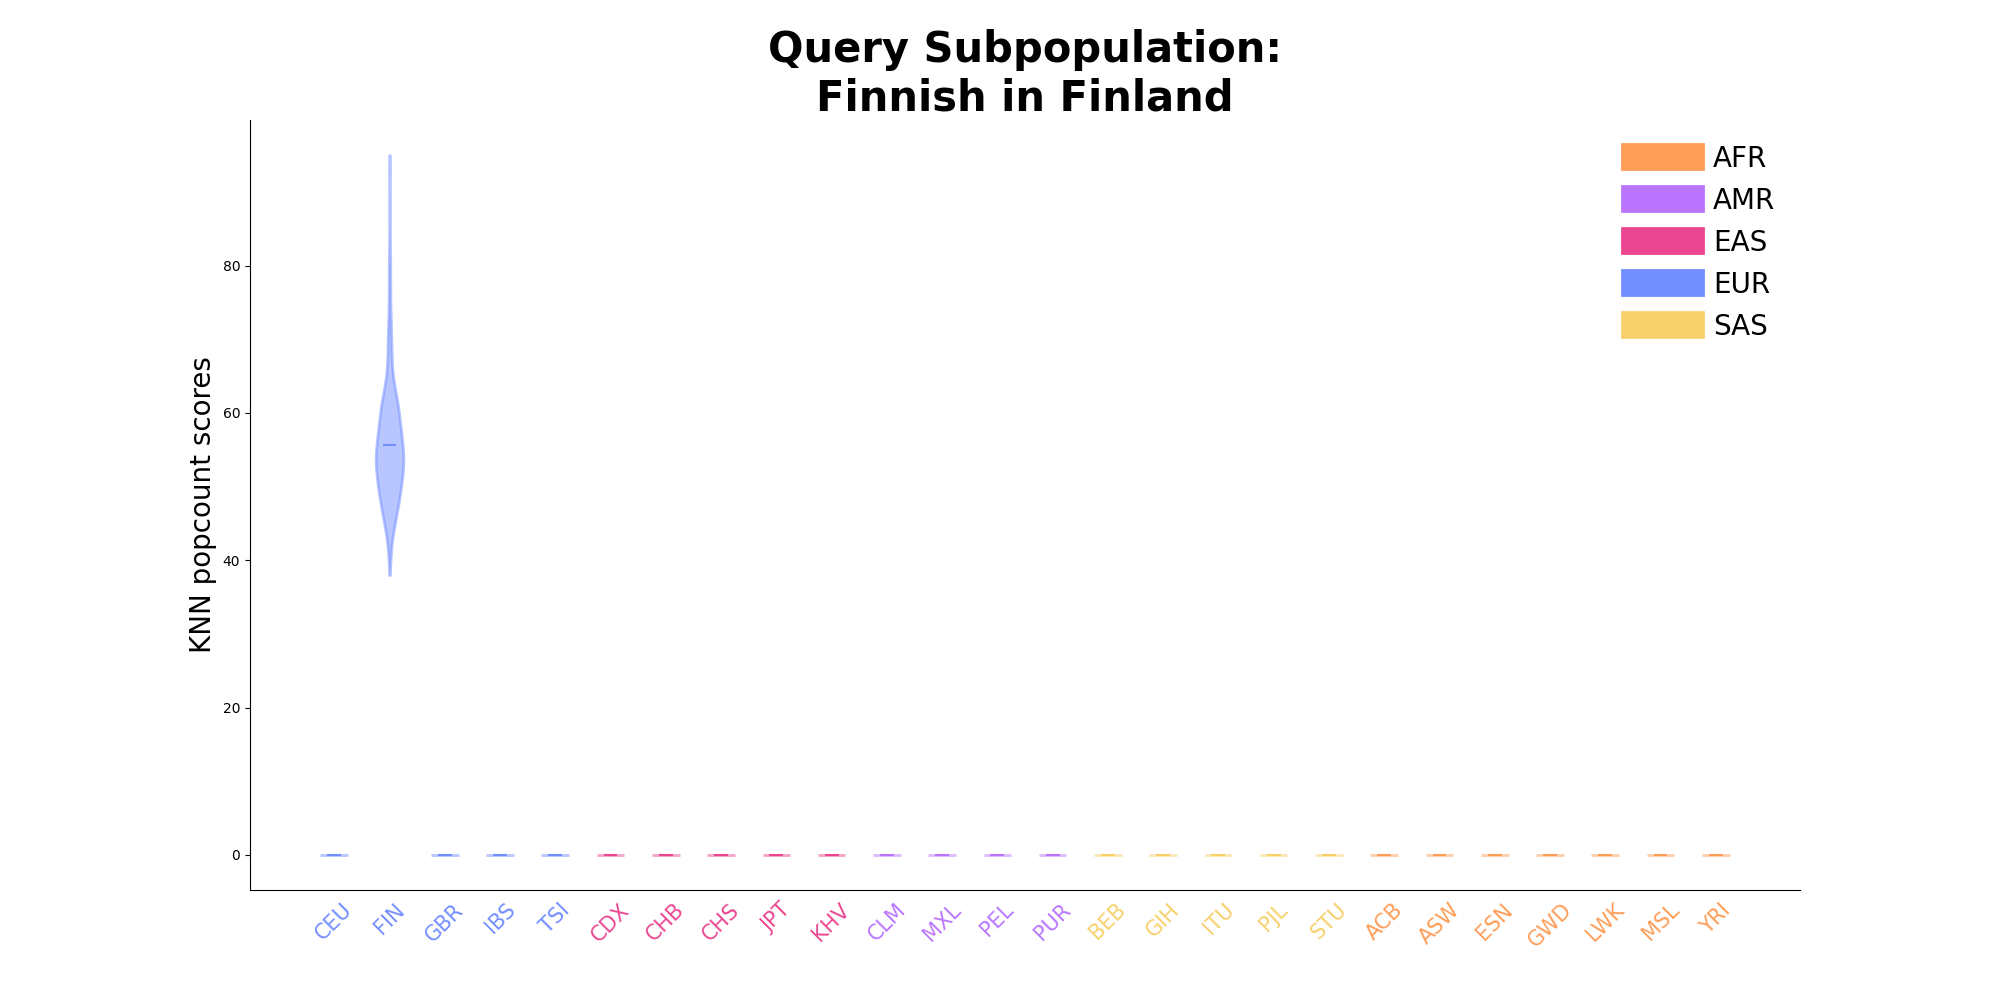 Query Subpopulation:
Finnish in Finland
AFR
AMR
EAS
EUR
SAS
KNN popcount scores
80
60
40
20
0
CEU FIN GBR IBS TSI CDX CHB CHS JPT KHV CLM MXL PEL PUR BEB GIH ITU PJL STU ACB ASW ESN GWD LWK MSL YRI